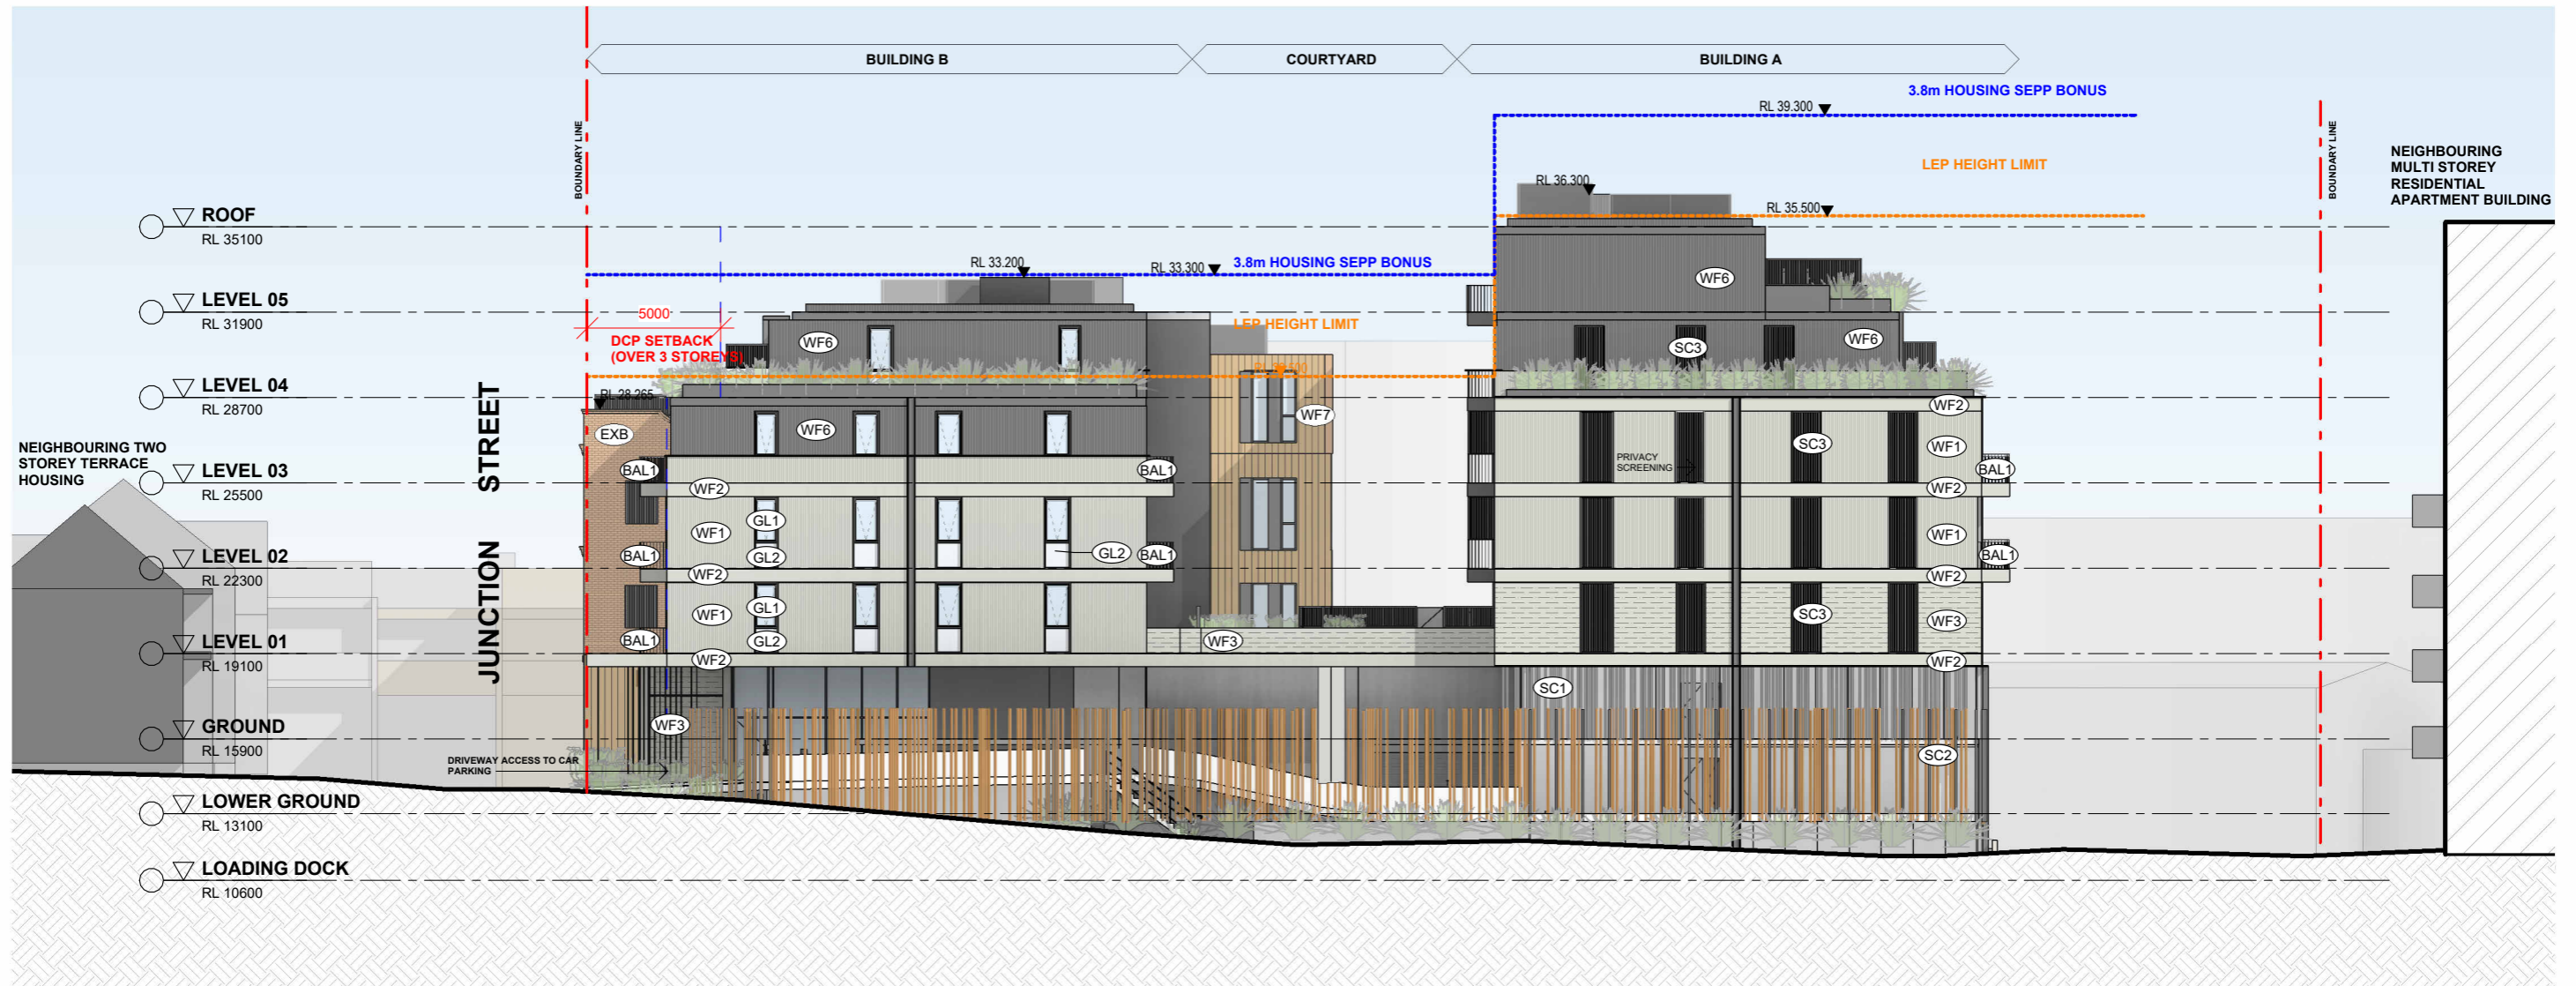 BUILDING B
COURTYARD
BUILDING A
3.8m HOUSING SEPP BONUS
RL 39.300
BOUNDARY LINE
BOUNDARY LINE
LEP HEIGHT LIMIT
NEIGHBOURING
MULTI STOREY
RESIDENTIAL
APARTMENT BUILDING
RL 36.300
RL 35.500
ROOF
RL 35100
RL 33.200
RL 33.300
3.8m HOUSING SEPP BONUS
WF6
LEVEL 05
RL 31900
5000
DCP SETBACK
(OVER 3 STOREYS)
WF6
LEP HEIGHT LIMIT
SC3
WF6
LEVEL 04
RL 28700
RL 28.265
WF2
WF7
EXB
WF6
SC3
WF1
JUNCTION STREET
NEIGHBOURING TWO
STOREY TERRACE
HOUSING
LEVEL 03
RL 25500
BAL1
BAL1
PRIVACY
SCREENING
BAL1
WF2
WF2
GL1
WF1
WF1
LEVEL 02
RL 22300
BAL1
GL2
GL2
BAL1
BAL1
WF2
WF2
GL1
WF1
SC3
WF3
LEVEL 01
RL 19100
BAL1
GL2
WF3
WF2
WF2
SC1
GROUND
RL 15900
WF3
SC2
DRIVEWAY ACCESS TO CAR
PARKING
LOWER GROUND
RL 13100
LOADING DOCK
RL 10600